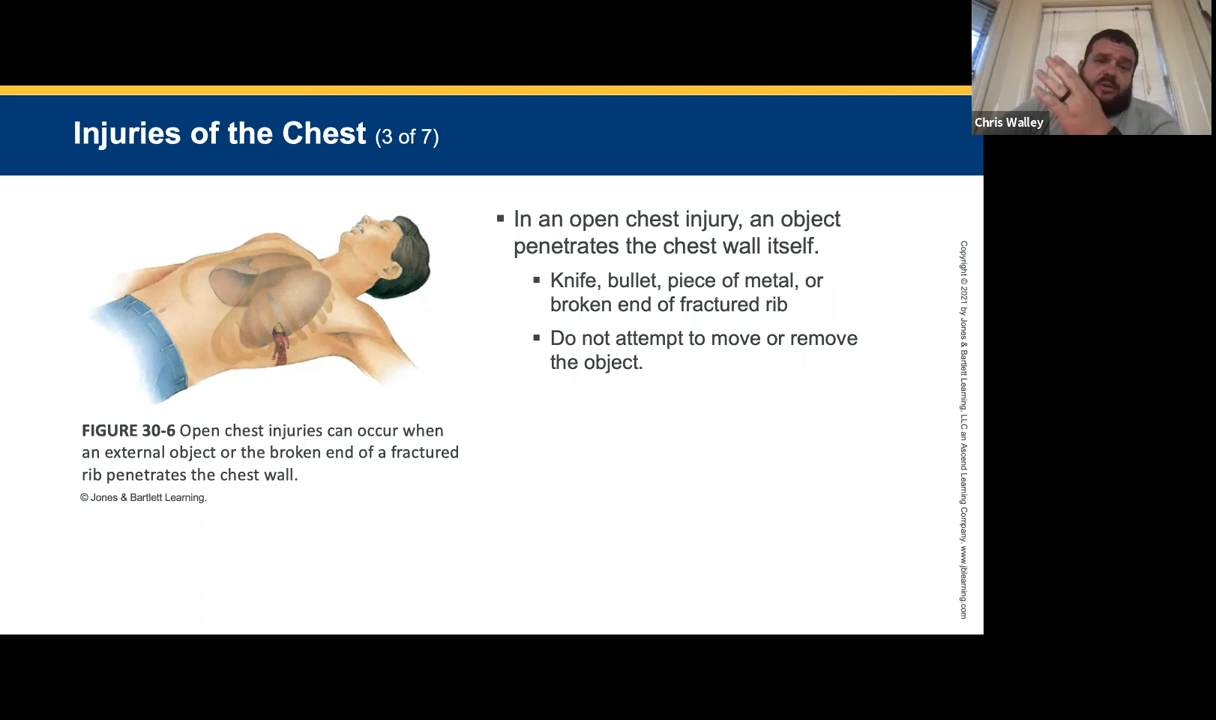 Injuries of the Chest (3 of 7)
Chris Walley
▪ In an open chest injury, an object
penetrates the chest wall itself.
▪ Knife, bullet, piece of metal, or
broken end of fractured rib
▪ Do not attempt to move or remove
the object.
FIGURE 30-6 Open chest injuries can occur when
an external object or the broken end of a fractured
rib penetrates the chest wall.
© Jones & Bartlett Learning.
Copyright © 2021 by Jones & Bartlett Learning, LLC an Ascend Learning Company. www.jblearning.com